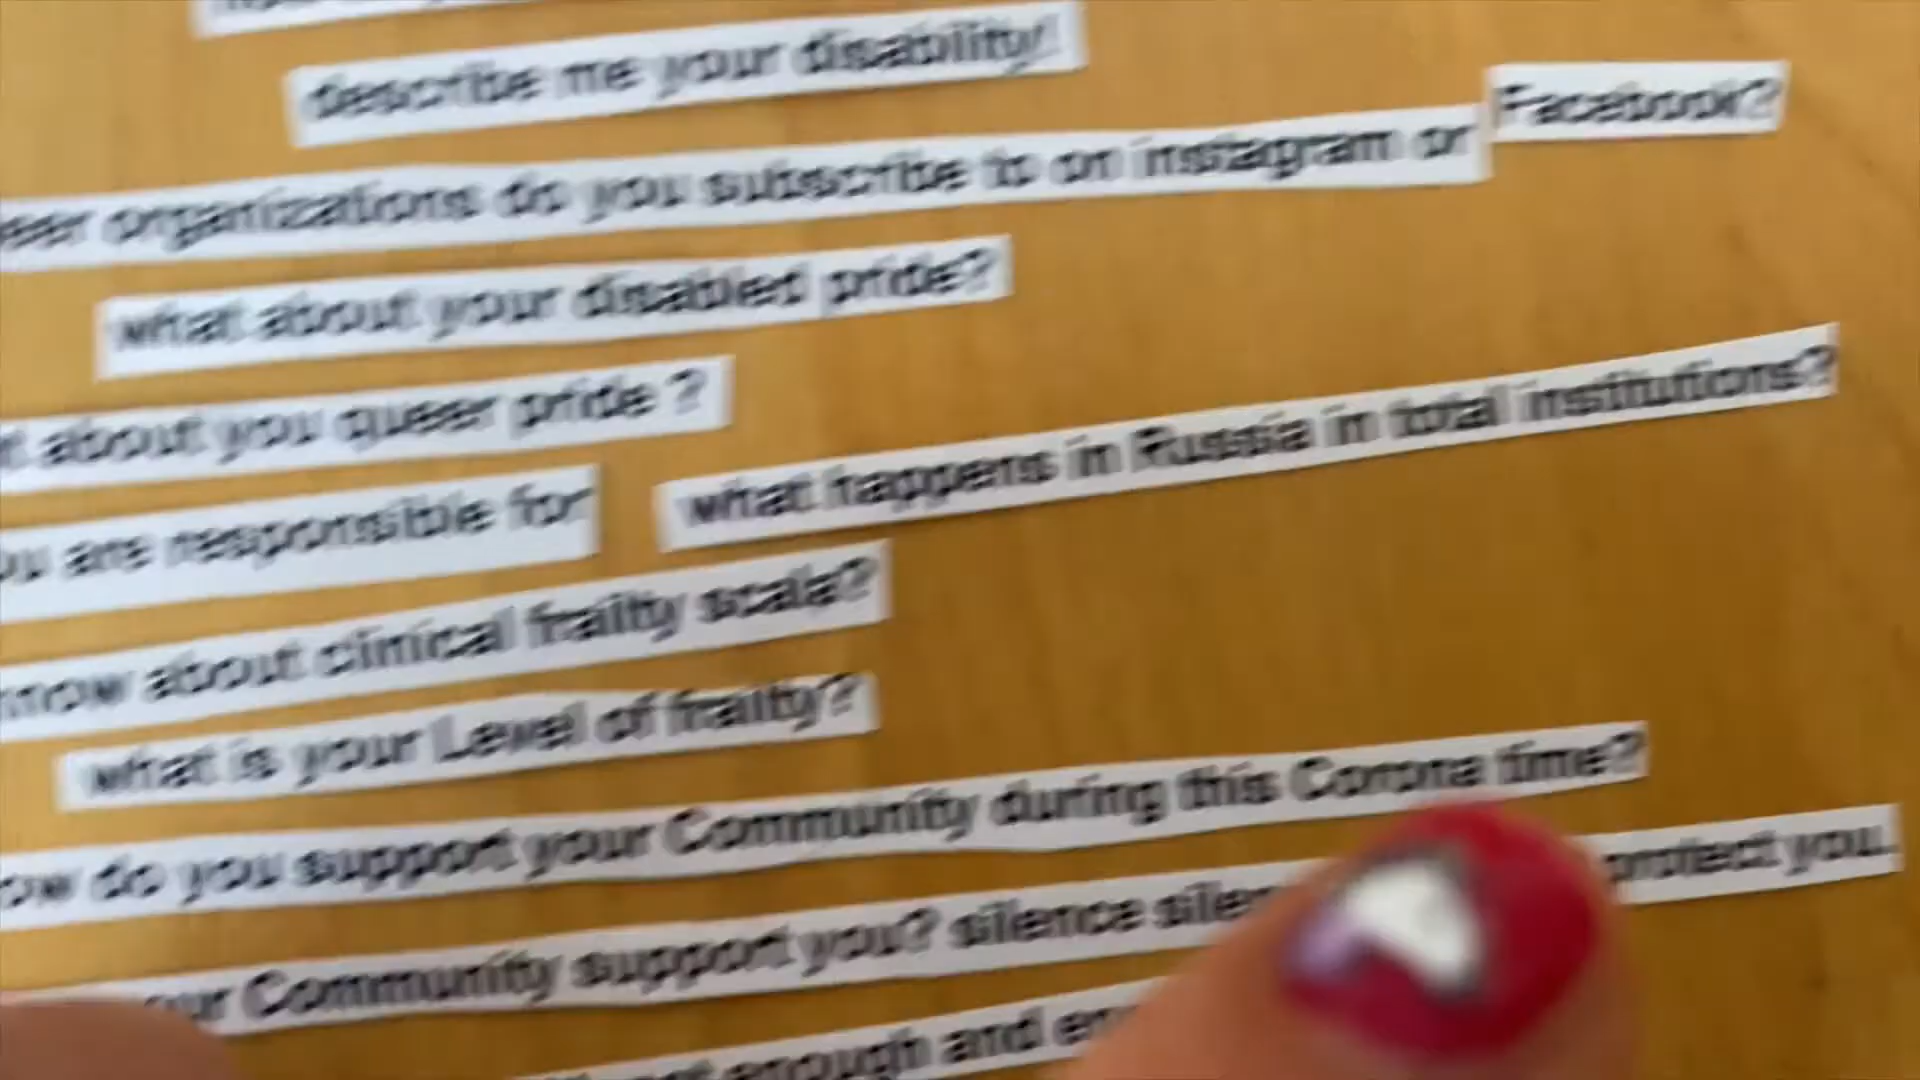 describe me your disability!
organizations do you subscribe to on instagram or Facebook?
what about your disabled pride?
about you queer pride ?
are responsible for what happens in Russia in total institutions?
about clinical frailty scala?
what is your Level of frailty?
do you support your Community during this Corona time?
Community support you? silence protect you.
enough and